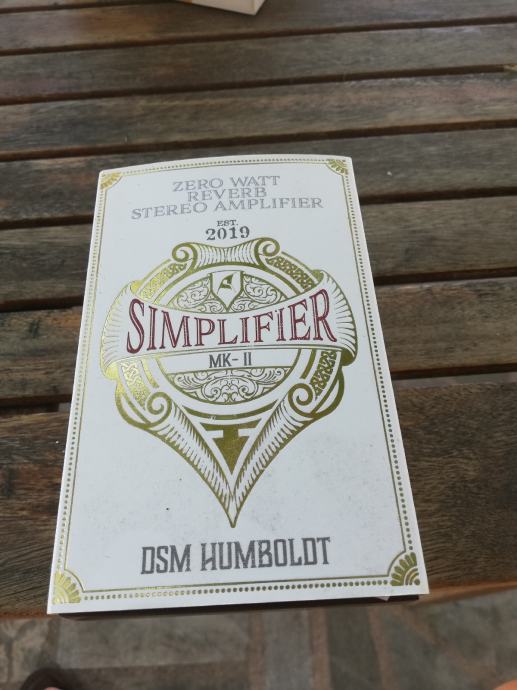 ZERO WATT
REVERB
STEREO AMPLIFIER
EST.
2019
SIMPLIFIER
MK-II
DSM HUMBOLDT